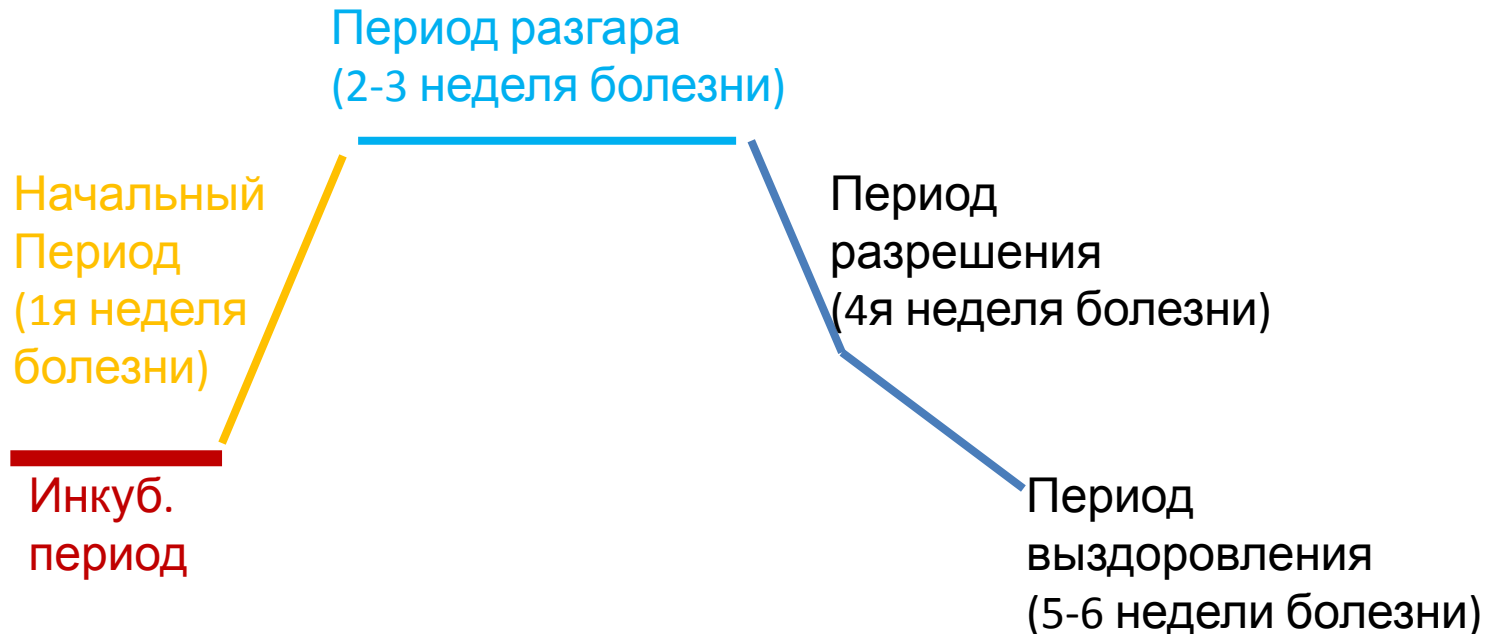 Период разгара
(2-3 неделя болезни)
Начальный
Период
(1я неделя
болезни)
Период
разрешения
(4я неделя болезни)
Инкуб.
период
Период
выздоровления
(5-6 недели болезни)